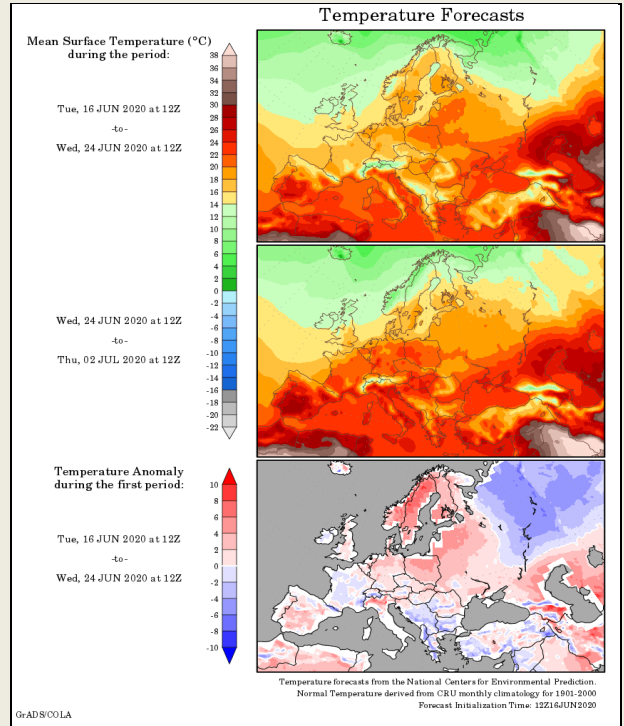 Temperature Forecasts
Mean Surface Temperature (°C)
during the period:
Tue, 16 JUN 2020 at 12Z
-to-
Wed, 24 JUN 2020 at 12Z
38
36
34
32
30
28
26
24
22
20
18
16
14
12
10
8
6
4
2
0
-2
-4
-6
-8
-10
-12
-14
-16
-18
-20
-22
Wed, 24 JUN 2020 at 12Z
-to-
Thu, 02 JUL 2020 at 12Z
Temperature Anomaly
during the first period:
Tue, 16 JUN 2020 at 12Z
-to-
Wed, 24 JUN 2020 at 12Z
10
8
6
4
2
0
-2
-4
-6
-8
-10
Temperature forecasts from the National Centers for Environmental Prediction.
Normal Temperature derived from CRU monthly climatology for 1901-2000
Forecast Initialization Time: 12Z16JUN2020
GrADS/COLA